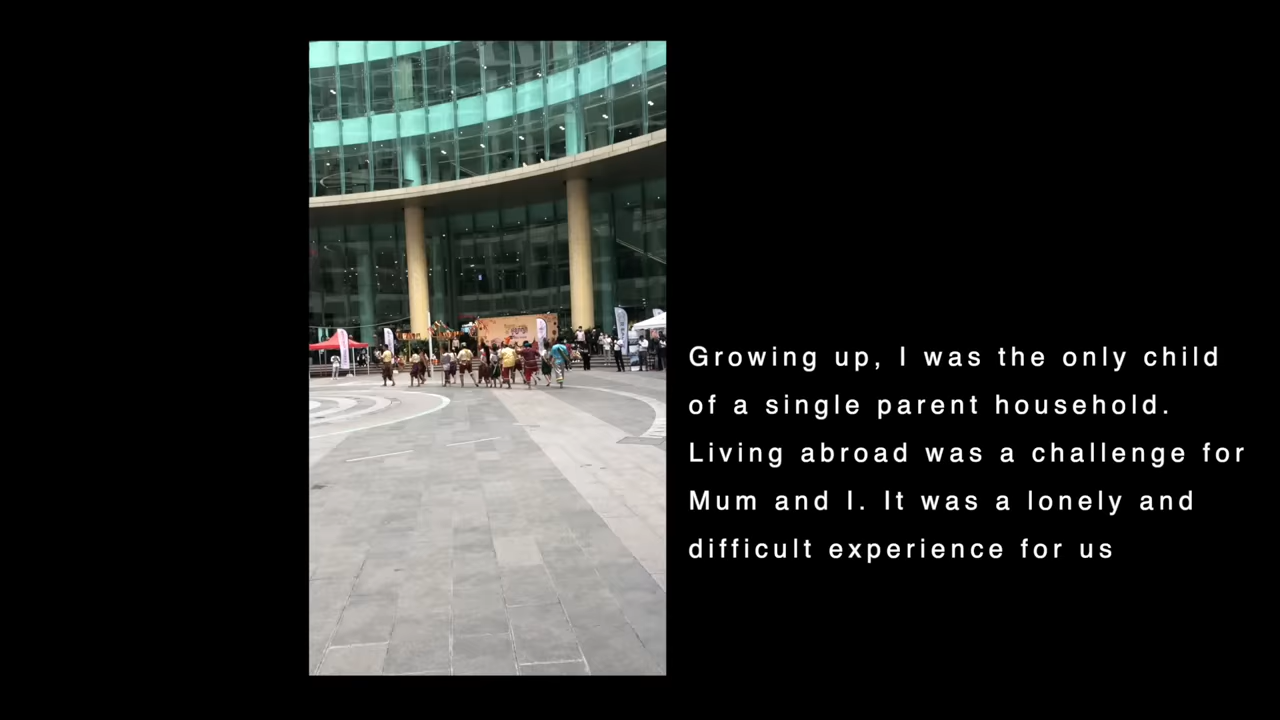 Growing up, I was the only child
of a single parent household.
Living abroad was a challenge for
Mum and I. It was a lonely and
difficult experience for us